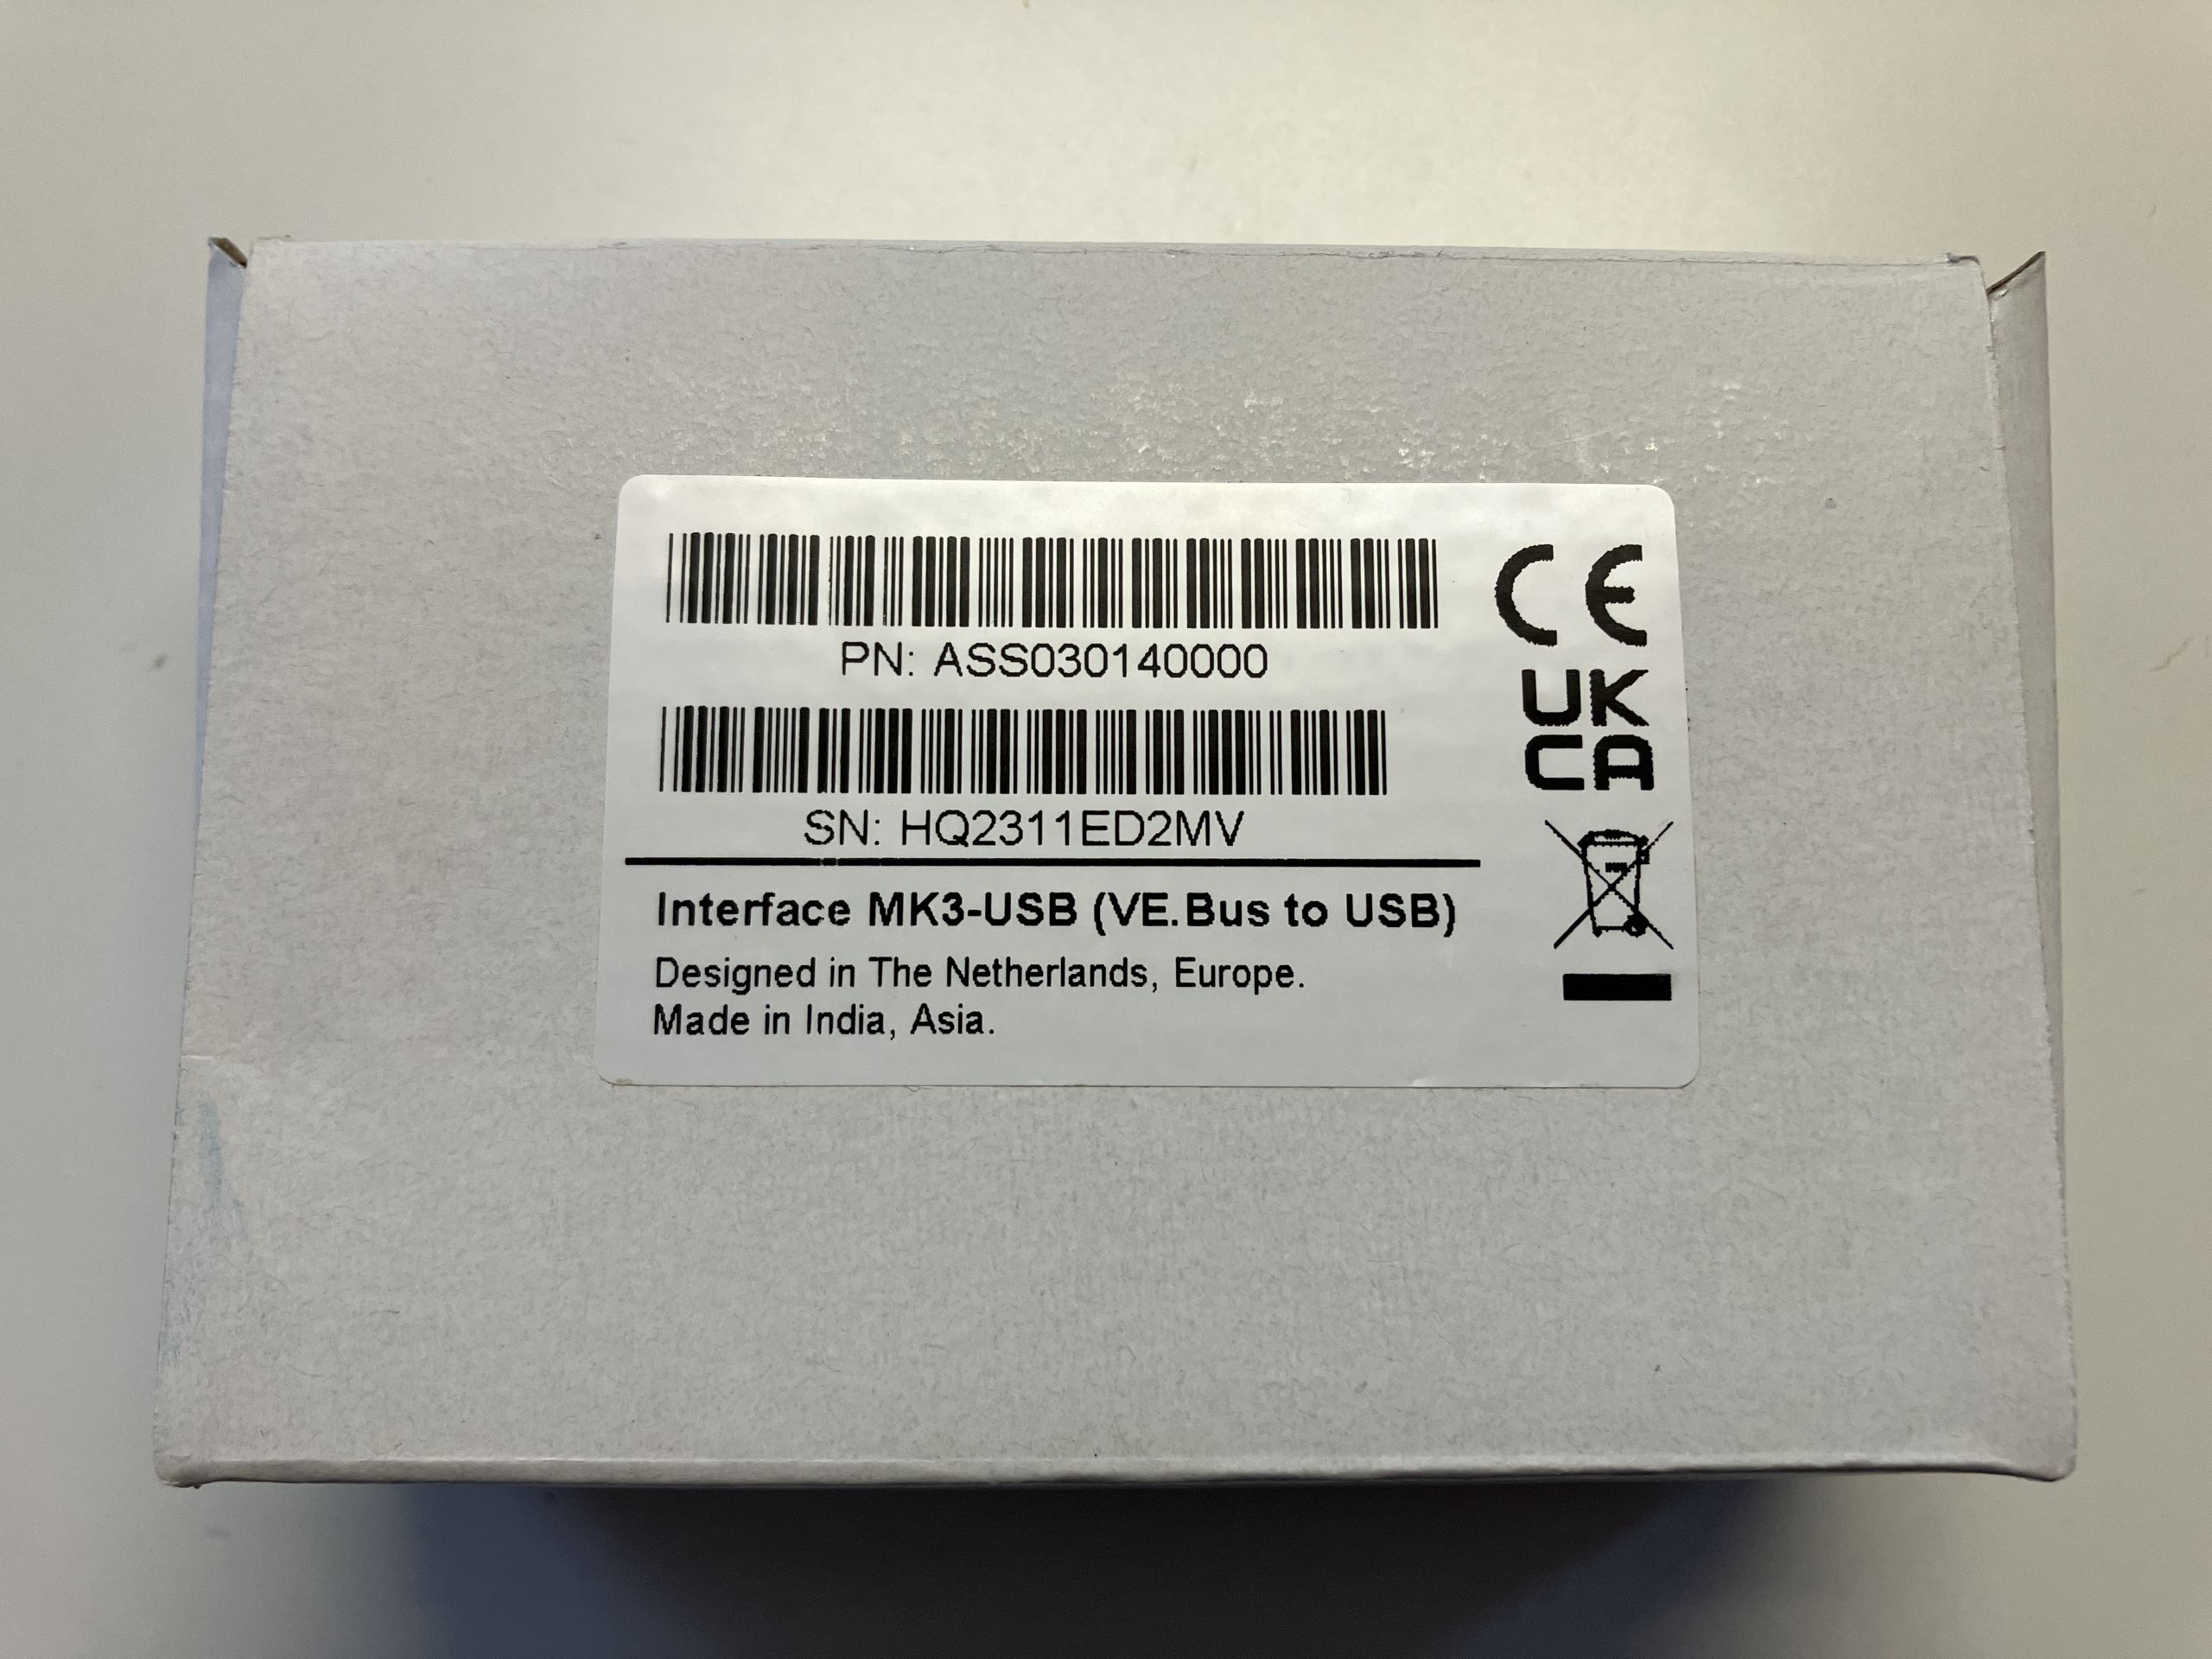 PN: ASS030140000
SN: HQ2311ED2MV
Interface MK3-USB (VE.Bus to USB)
Designed in The Netherlands, Europe.
Made in India, Asia.
CE
UK
CA